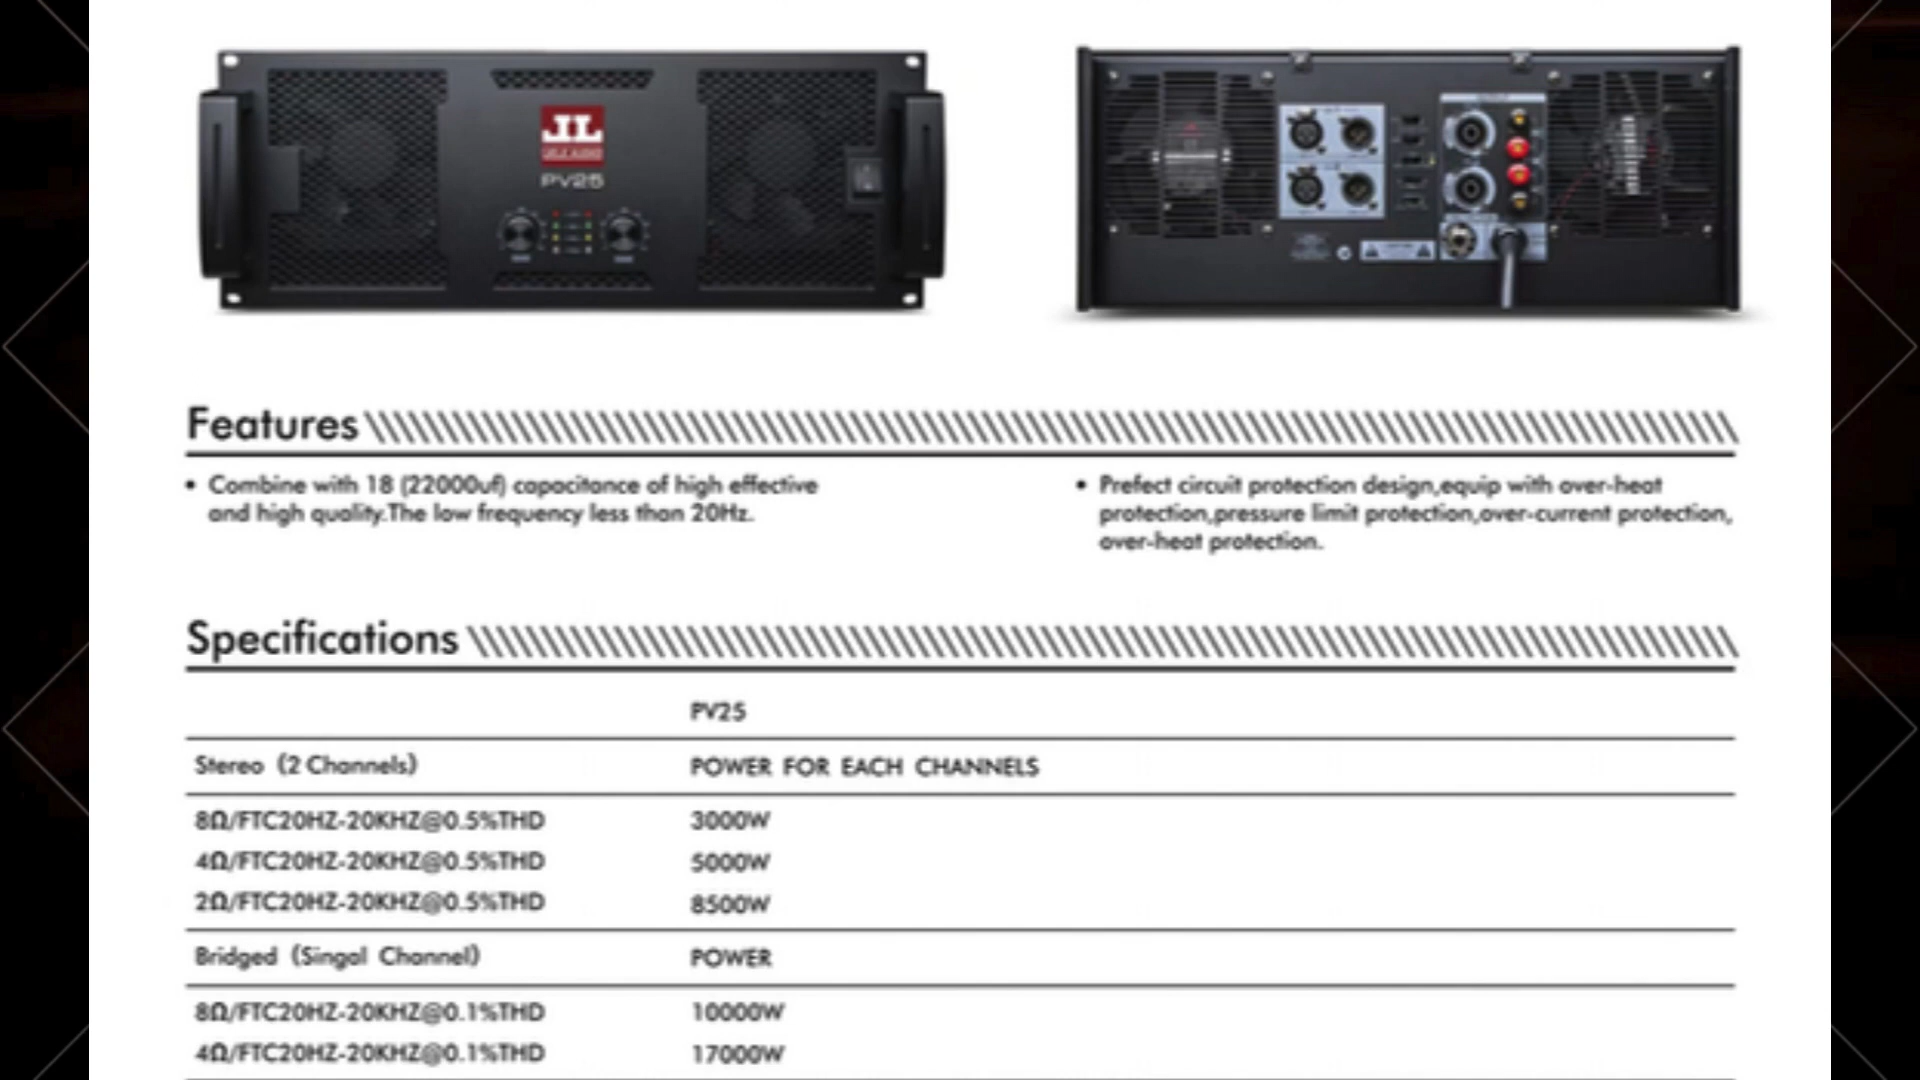 JL
PV25
Features
• Combine with 18 (22000uf) capacitance of high effective
and high quality.The low frequency less than 20Hz.
• Prefect circuit protection design,equip with over-heat
protection,pressure limit protection,over-current protection,
over-heat protection.
Specifications
PV25
Stereo (2 Channels) POWER FOR EACH CHANNELS
8Ω/FTC20HZ-20KHZ@0.5%THD 3000W
4Ω/FTC20HZ-20KHZ@0.5%THD 5000W
2Ω/FTC20HZ-20KHZ@0.5%THD 8500W
Bridged (Singal Channel) POWER
8Ω/FTC20HZ-20KHZ@0.1%THD 10000W
4Ω/FTC20HZ-20KHZ@0.1%THD 17000W